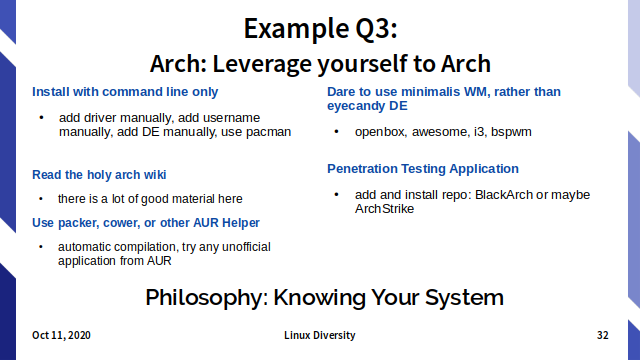 Example Q3:
Arch: Leverage yourself to Arch
Install with command line only
• add driver manually, add username
manually, add DE manually, use pacman
Read the holy arch wiki
• there is a lot of good material here
Use packer, cower, or other AUR Helper
• automatic compilation, try any unofficial
application from AUR
Dare to use minimalis WM, rather than
eyecandy DE
• openbox, awesome, i3, bspwm
Penetration Testing Application
• add and install repo: BlackArch or maybe
ArchStrike
Philosophy: Knowing Your System
Oct 11, 2020
Linux Diversity
32